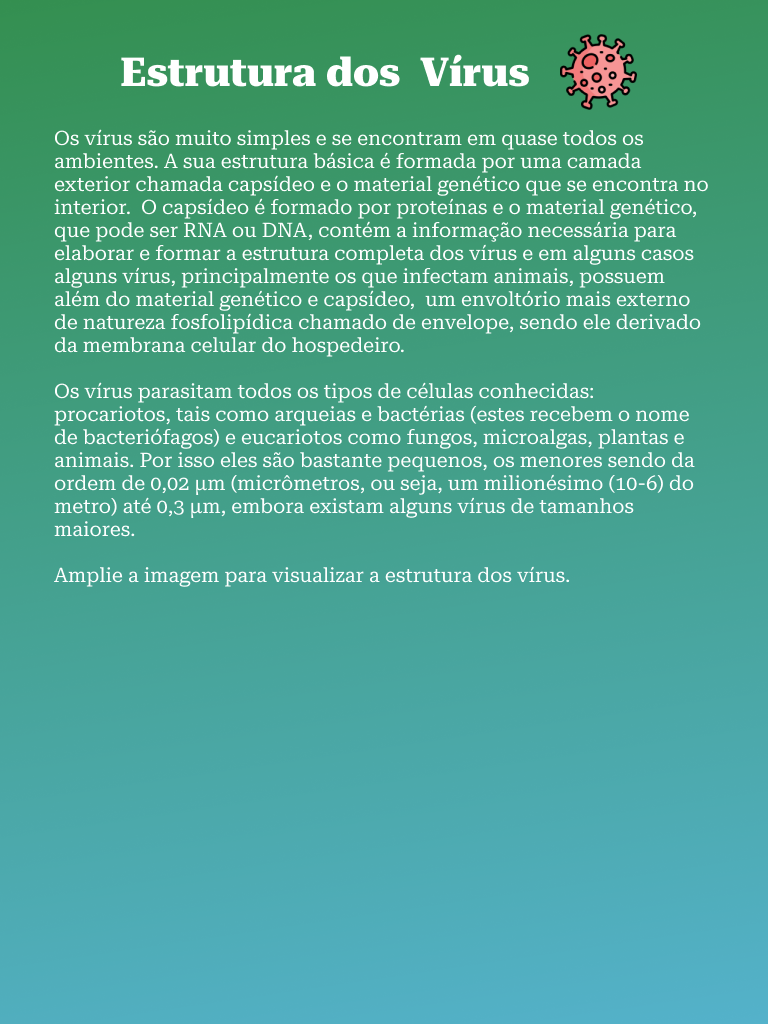 Estrutura dos  Vírus
Os vírus são muito simples e se encontram em quase todos os
ambientes. A sua estrutura básica é formada por uma camada
exterior chamada capsídeo e o material genético que se encontra no
interior.  O capsídeo é formado por proteínas e o material genético,
que pode ser RNA ou DNA, contém a informação necessária para
elaborar e formar a estrutura completa dos vírus e em alguns casos
alguns vírus, principalmente os que infectam animais, possuem
além do material genético e capsídeo,  um envoltório mais externo
de natureza fosfolipídica chamado de envelope, sendo ele derivado
da membrana celular do hospedeiro.
Os vírus parasitam todos os tipos de células conhecidas:
procariotos, tais como arqueias e bactérias (estes recebem o nome
de bacteriófagos) e eucariotos como fungos, microalgas, plantas e
animais. Por isso eles são bastante pequenos, os menores sendo da
ordem de 0,02 µm (micrômetros, ou seja, um milionésimo (10-6) do
metro) até 0,3 µm, embora existam alguns vírus de tamanhos
maiores.
Amplie a imagem para visualizar a estrutura dos vírus.